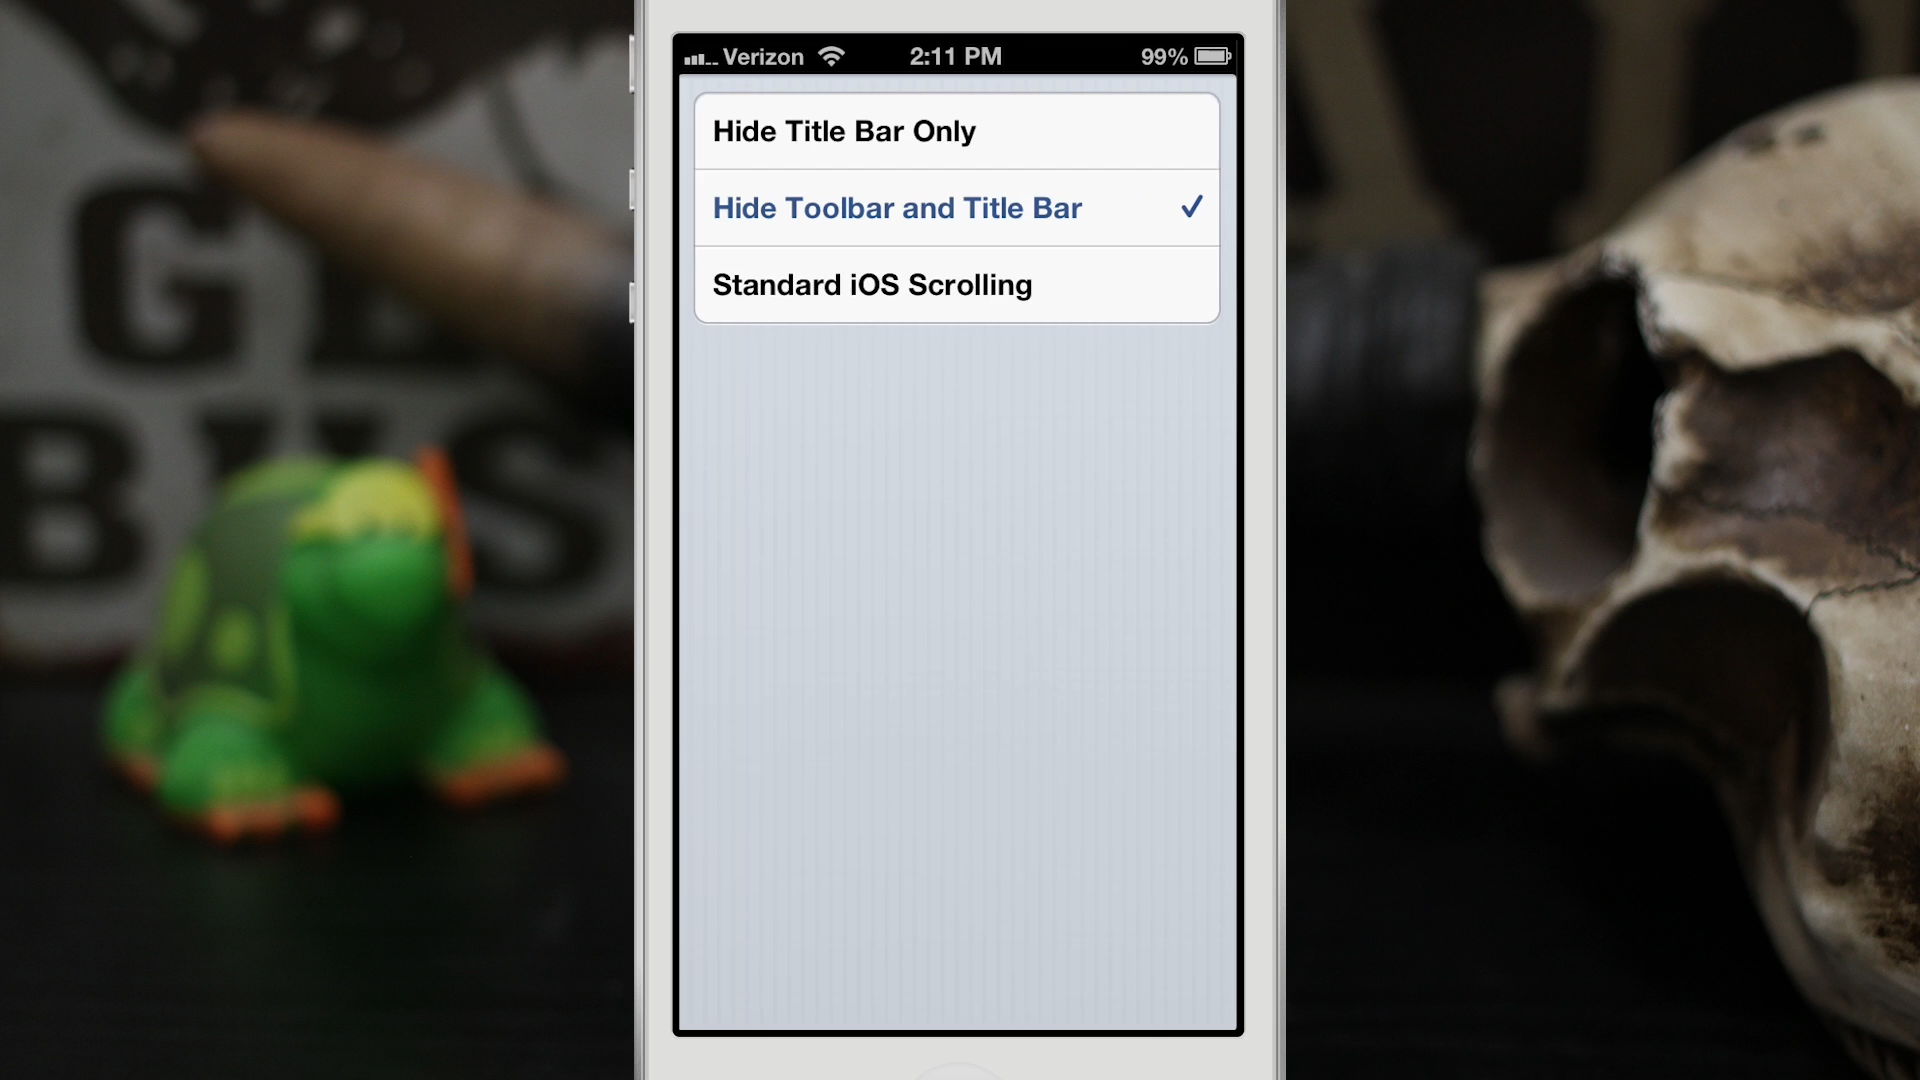 Verizon 2:11 PM 99%
Hide Title Bar Only
Hide Toolbar and Title Bar
Standard iOS Scrolling